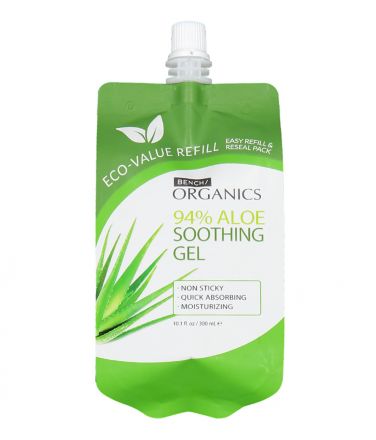 ECO-VALUE REFILL
EASY REFILL &
RESEAL PACK
BENCH/
ORGANICS
94% ALOE
SOOTHING
GEL
· NON STICKY
· QUICK ABSORBING
· MOISTURIZING
10.1 fl.oz / 300 mL ℮